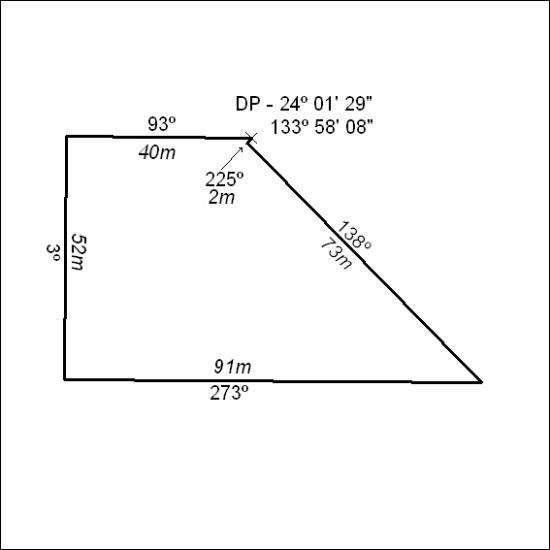 DP - 24º 01' 29"
133º 58' 08"
93º
40m
225º
2m
138º
73m
3º
52m
91m
273º